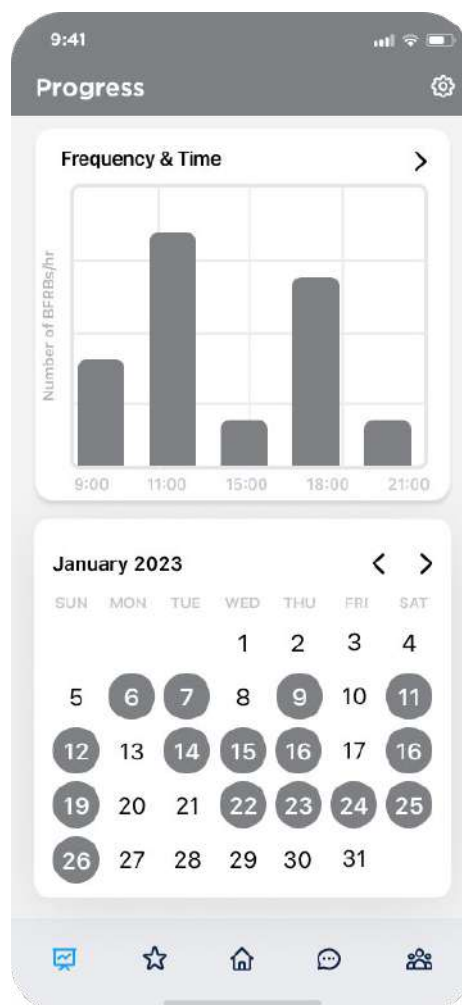 9:41
Progress
Frequency & Time
Number of BFRBs/hr
9:00 11:00 15:00 18:00 21:00
January 2023
SUN MON TUE WED THU FRI SAT
1 2 3 4
5 6 7 8 9 10 11
12 13 14 15 16 17 16
19 20 21 22 23 24 25
26 27 28 29 30 31